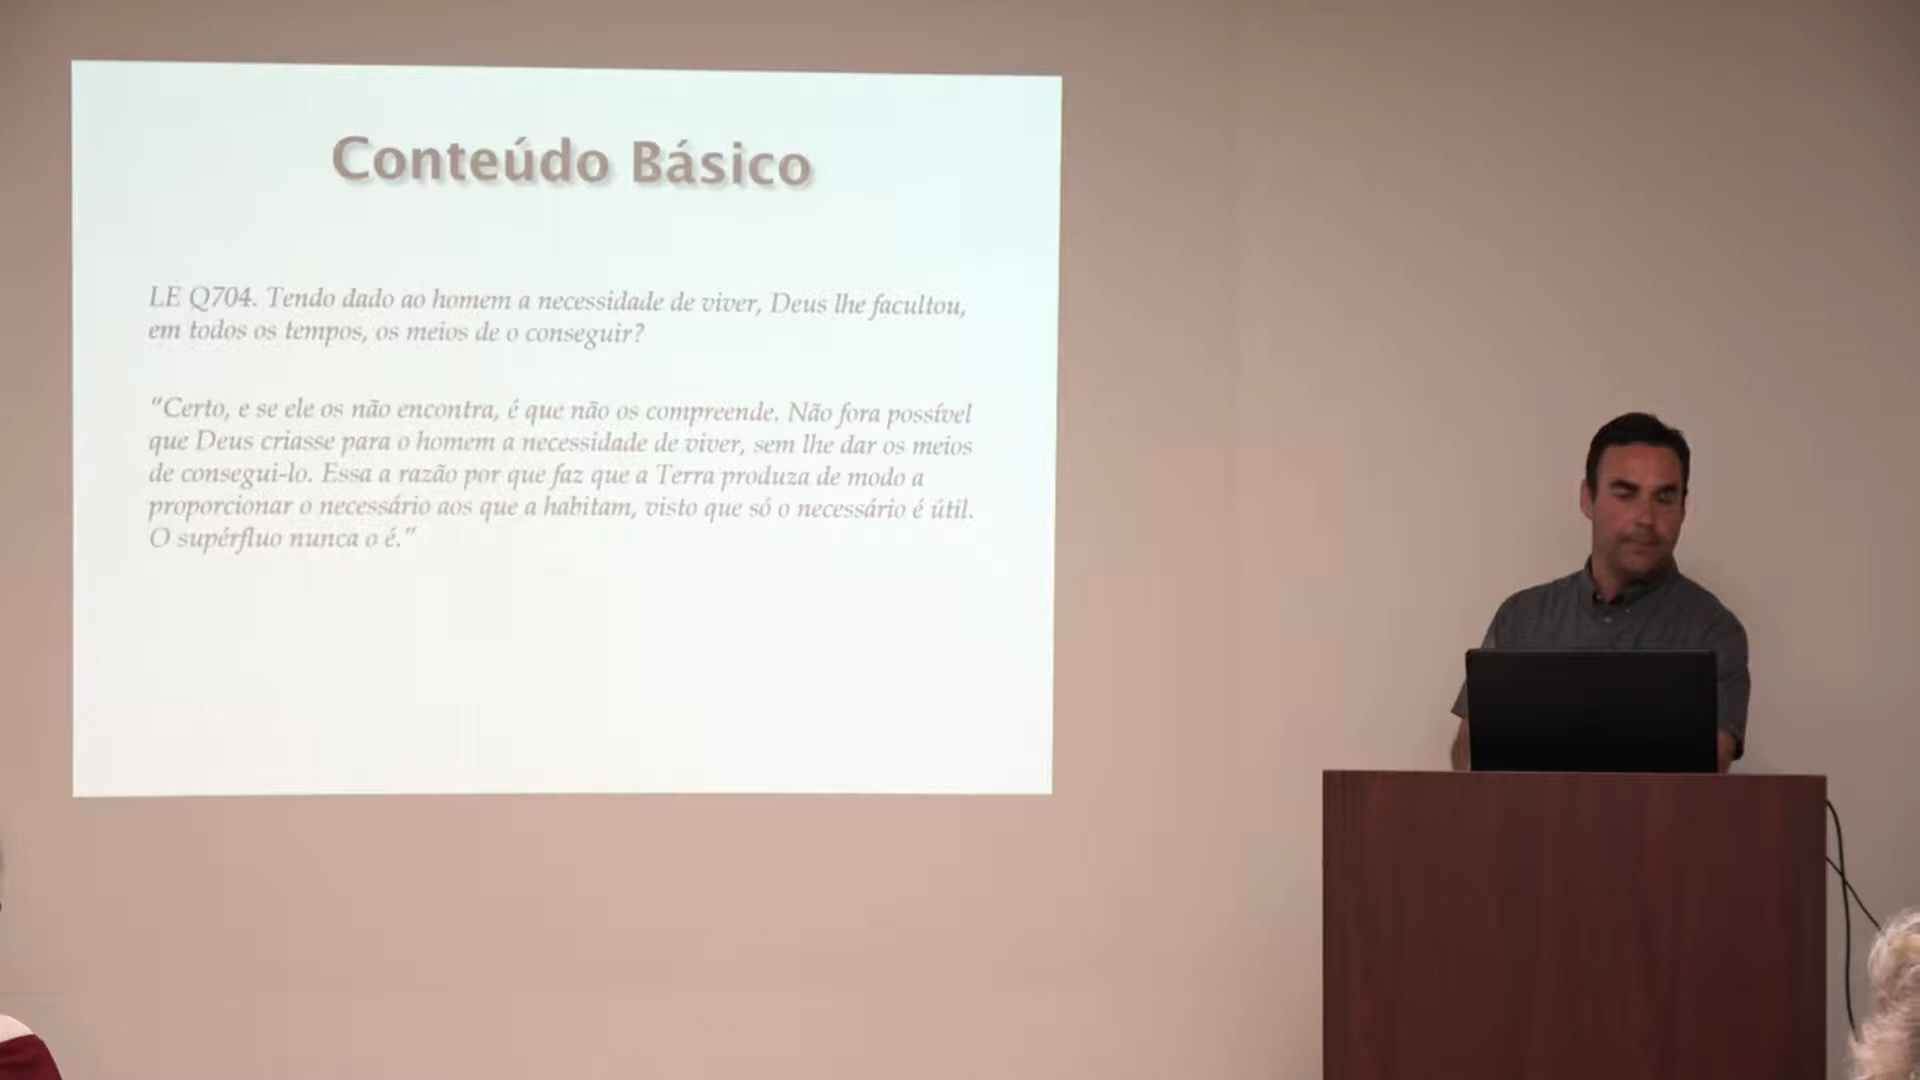 Conteúdo Básico
LE Q704. Tendo dado ao homem a necessidade de viver, Deus lhe facultou,
em todos os tempos, os meios de o conseguir?
“Certo, e se ele os não encontra, é que não os compreende. Não fora possível
que Deus criasse para o homem a necessidade de viver, sem lhe dar os meios
de consegui-lo. Essa a razão por que faz que a Terra produza de modo a
proporcionar o necessário aos que a habitam, visto que só o necessário é útil.
O supérfluo nunca o é.”